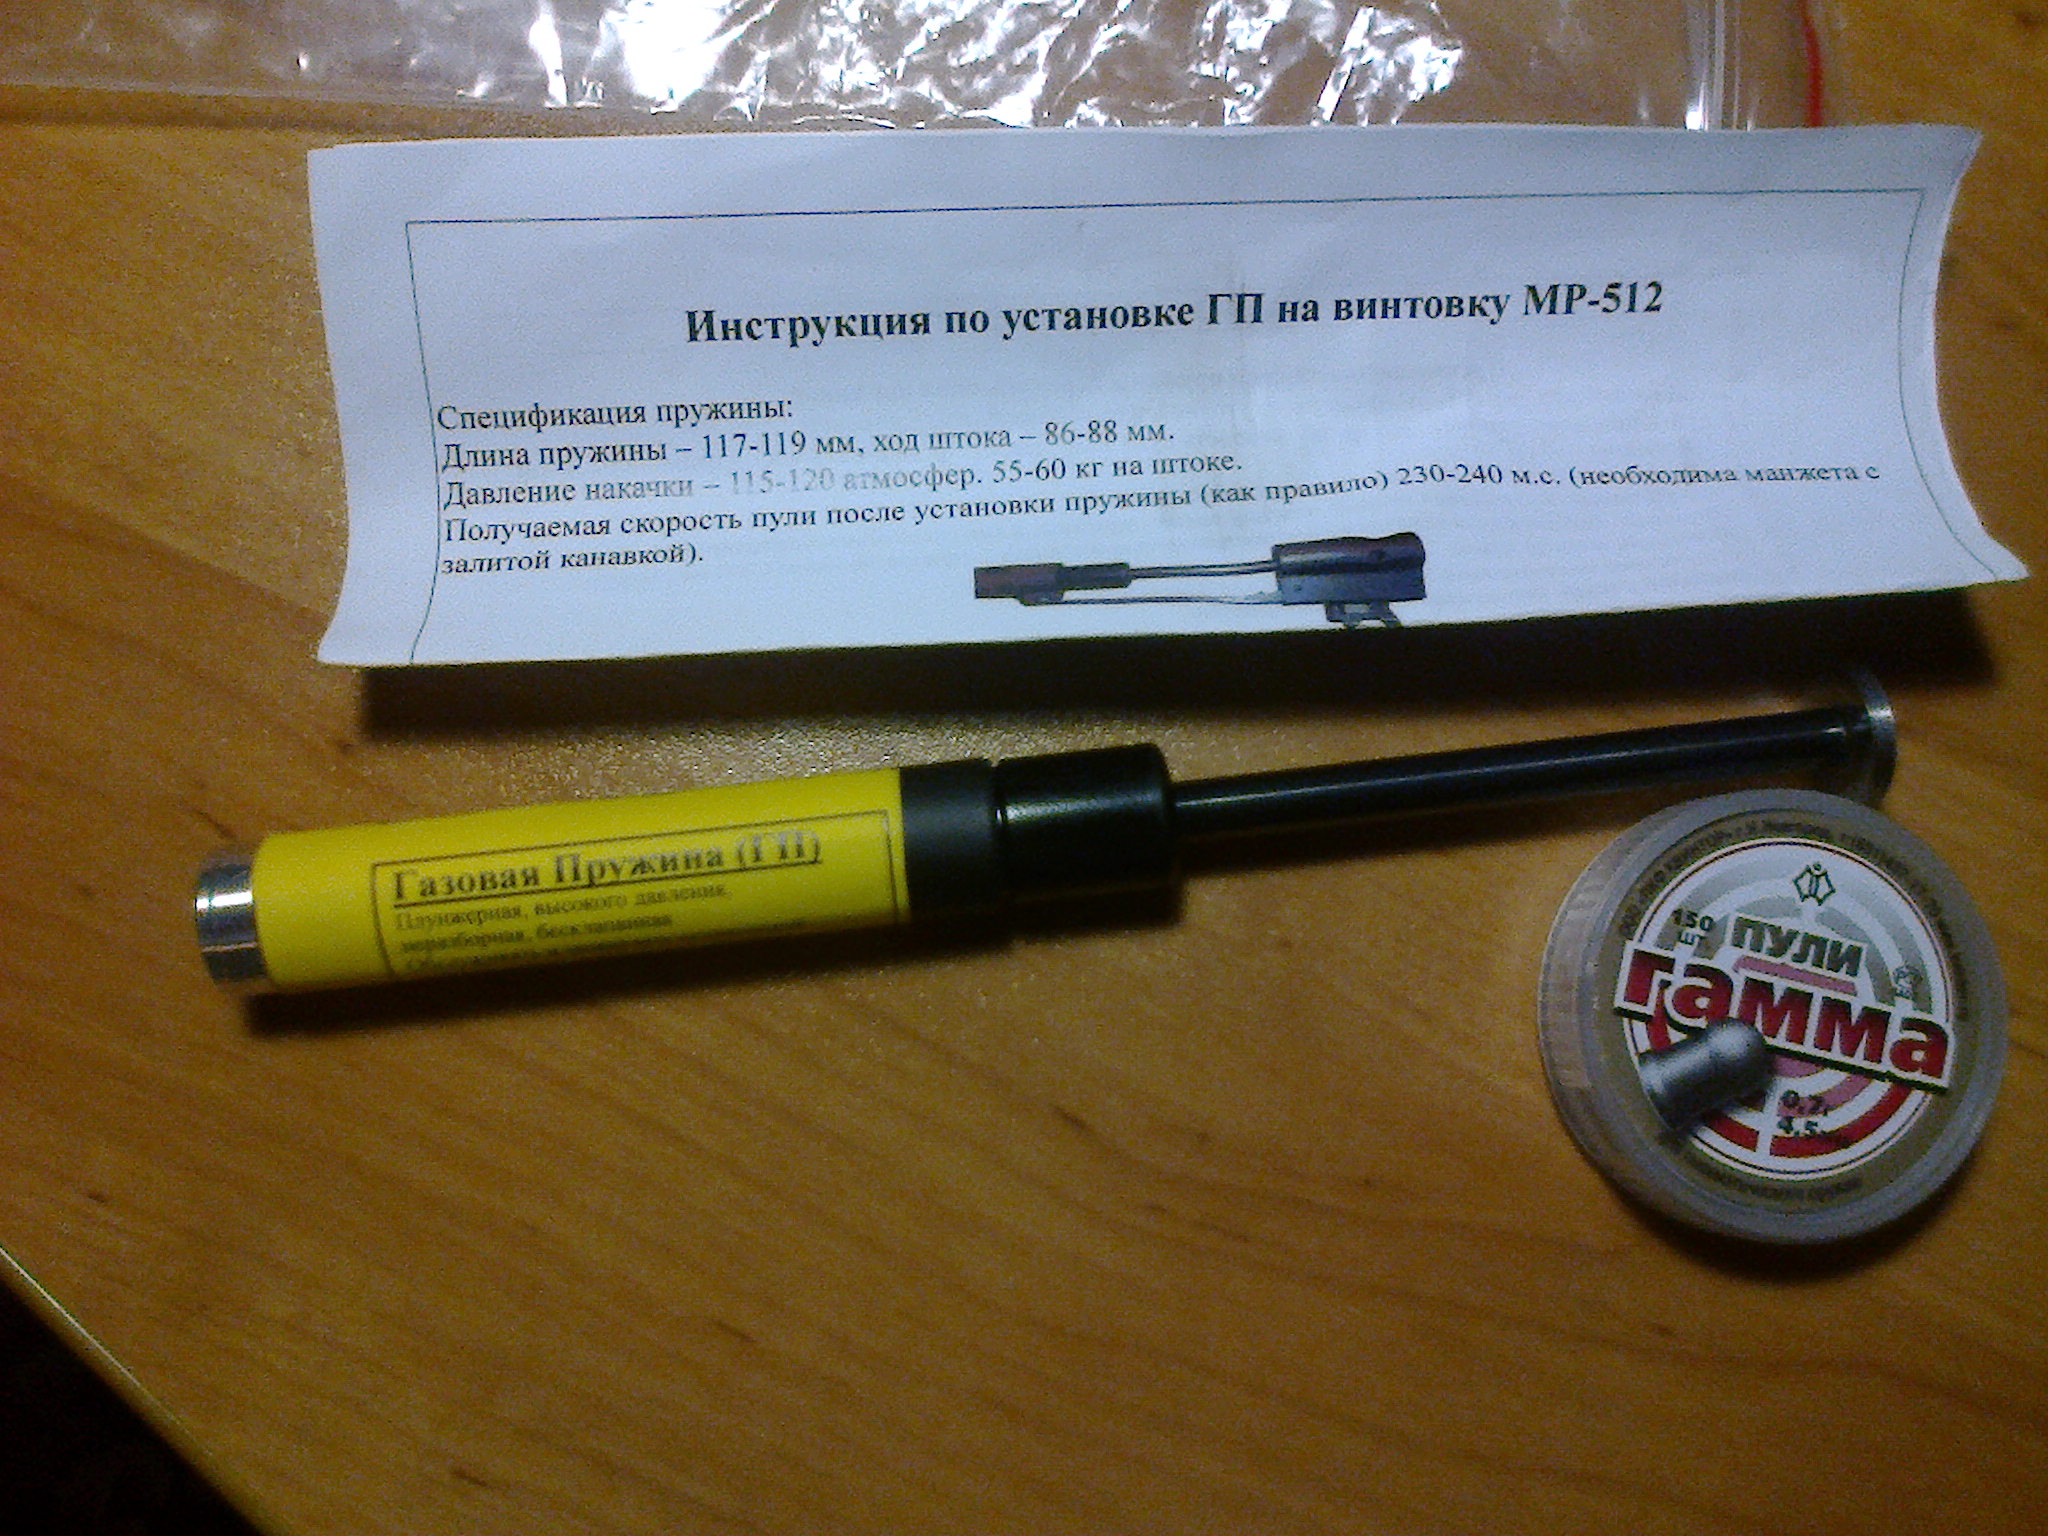 Инструкция по установке ГП на винтовку МР-512
Спецификация пружины:
Длина пружины – 117-119 мм, ход штока – 86-88 мм.
Давление накачки – 115-120 атмосфер. 55-60 кг на штоке.
Получаемая скорость пули после установки пружины (как правило) 230-240 м.с. (необходима манжета с
залитой канавкой).
Газовая Пружина (ГП)
Плунжерная, высокого давления,
неразборная, бесклапанная
150
ПУЛИ
Гамма
4,5